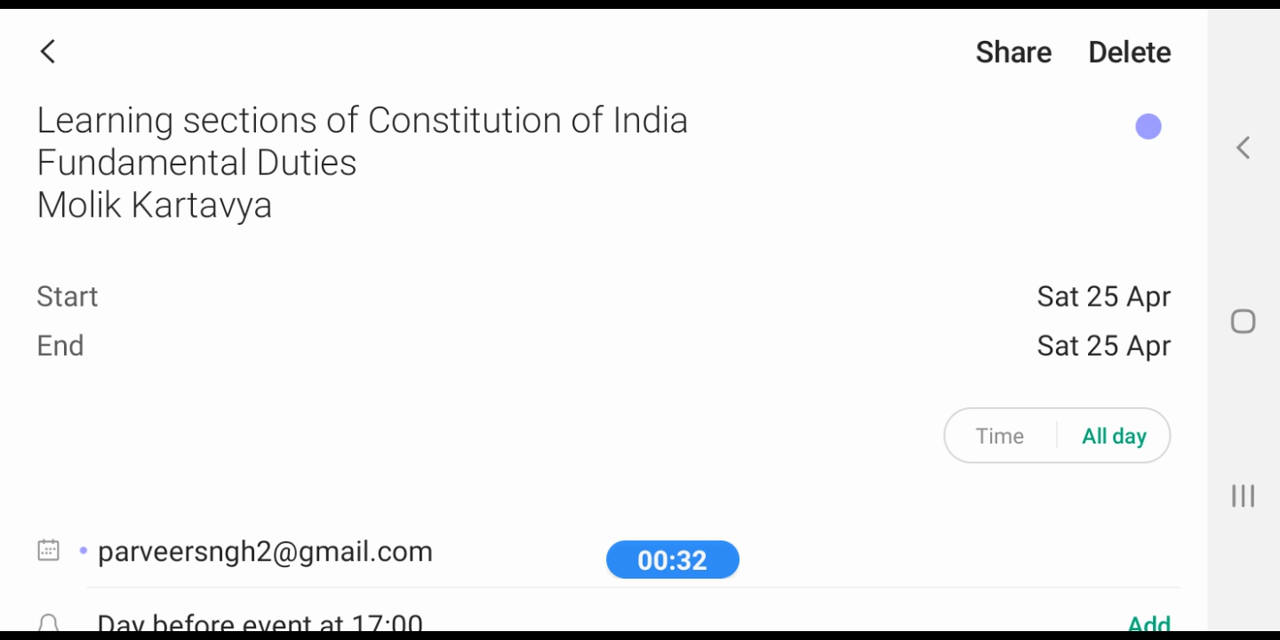 Share Delete
Learning sections of Constitution of India
Fundamental Duties
Molik Kartavya
Start Sat 25 Apr
End Sat 25 Apr
Time All day
parveersngh2@gmail.com
00:32
Day before event at 17:00 Add